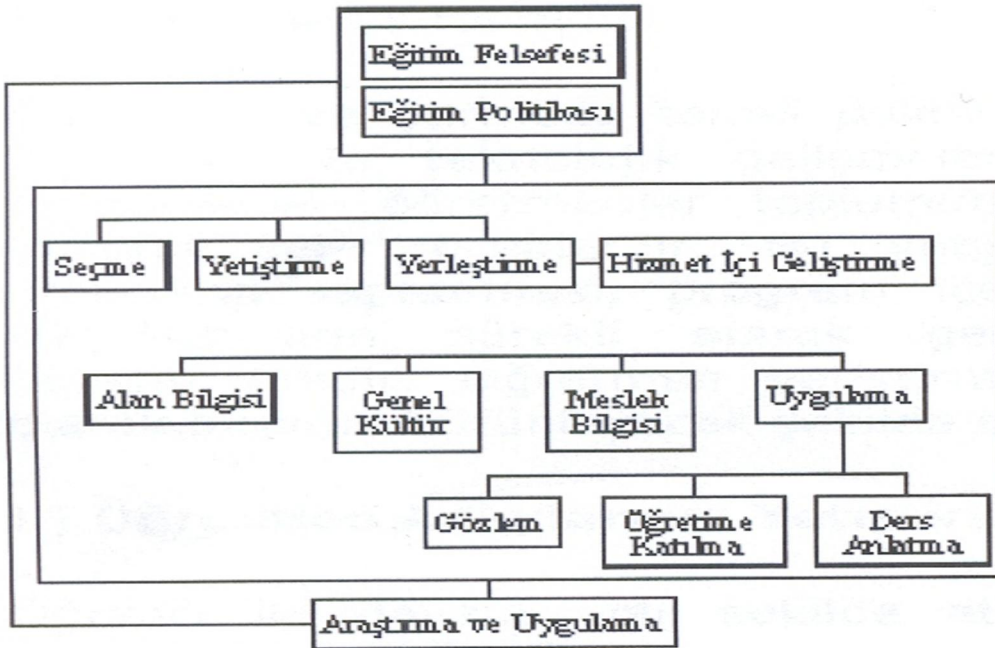 Eğitim Felsefesi
Eğitim Politikası
Seçme
Yetiştirme
Yerleştirme
Hizmet İçi Geliştirme
Alan Bilgisi
Genel
Kültür
Meslek
Bilgisi
Uygulama
Gözlem
Öğretime
Katılma
Ders
Anlatma
Araştırma ve Uygulama